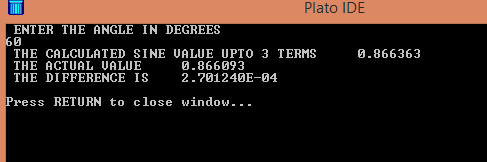 Plato IDE
ENTER THE ANGLE IN DEGREES
60
THE CALCULATED SINE VALUE UPTO 3 TERMS 0.866363
THE ACTUAL VALUE 0.866093
THE DIFFERENCE IS 2.701240E-04
Press RETURN to close window...